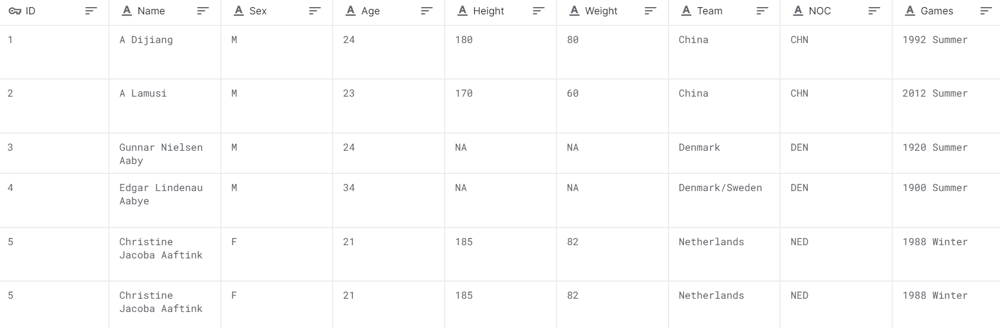 ID Name Sex Age Height Weight Team NOC Games
1 A Dijiang M 24 180 80 China CHN 1992 Summer
2 A Lamusi M 23 170 60 China CHN 2012 Summer
3 Gunnar Nielsen M 24 NA NA Denmark DEN 1920 Summer
Aaby
4 Edgar Lindenau M 34 NA NA Denmark/Sweden DEN 1900 Summer
Aabye
5 Christine F 21 185 82 Netherlands NED 1988 Winter
Jacoba Aaftink
5 Christine F 21 185 82 Netherlands NED 1988 Winter
Jacoba Aaftink